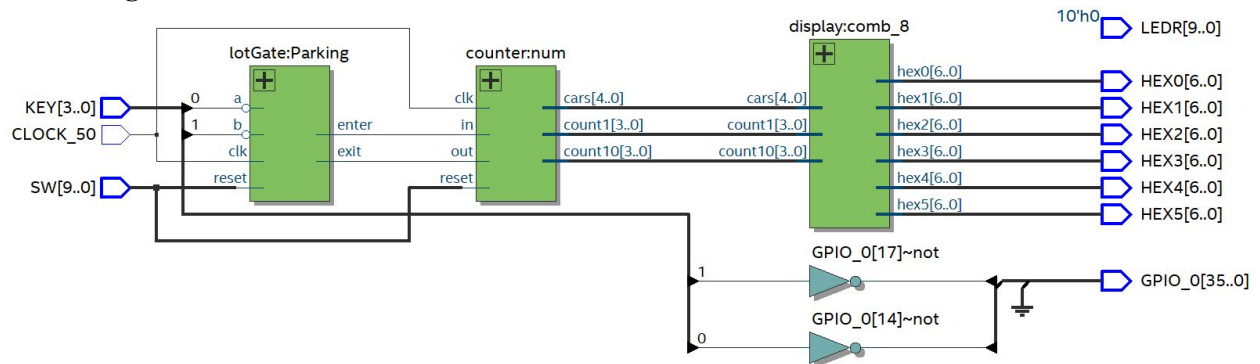 10'h0
LEDR[9..0]
lotGate:Parking
counter:num
display:comb_8
KEY[3..0]
CLOCK_50
SW[9..0]
0
1
a
b
clk
reset
enter
exit
clk
in
out
reset
cars[4..0]
count1[3..0]
count10[3..0]
cars[4..0]
count1[3..0]
count10[3..0]
hex0[6..0]
hex1[6..0]
hex2[6..0]
hex3[6..0]
hex4[6..0]
hex5[6..0]
HEX0[6..0]
HEX1[6..0]
HEX2[6..0]
HEX3[6..0]
HEX4[6..0]
HEX5[6..0]
GPIO_0[17]~not
1
GPIO_0[35..0]
GPIO_0[14]~not
0